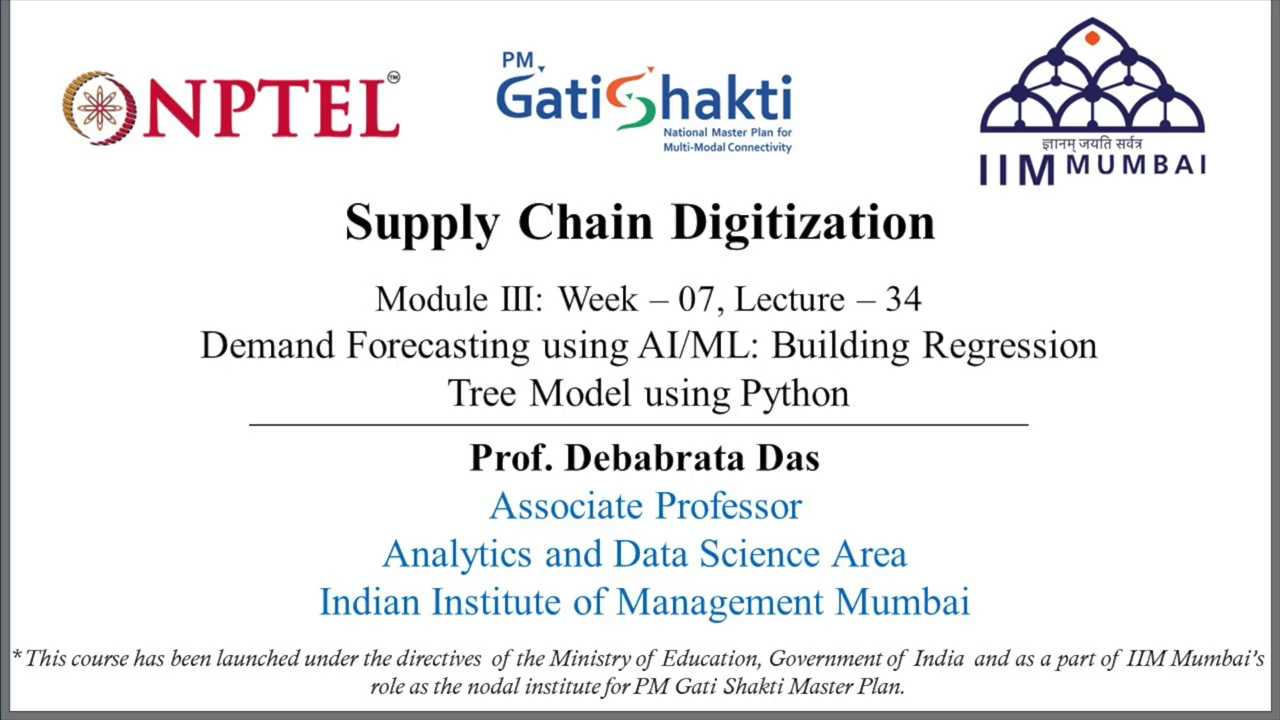 NPTEL™
PM
GatiShakti
National Master Plan for
Multi-Modal Connectivity
ज्ञानम् जयति सर्वत्र
IIM MUMBAI
Supply Chain Digitization
Module III: Week – 07, Lecture – 34
Demand Forecasting using AI/ML: Building Regression
Tree Model using Python
Prof. Debabrata Das
Associate Professor
Analytics and Data Science Area
Indian Institute of Management Mumbai
*This course has been launched under the directives of the Ministry of Education, Government of India and as a part of IIM Mumbai's
role as the nodal institute for PM Gati Shakti Master Plan.